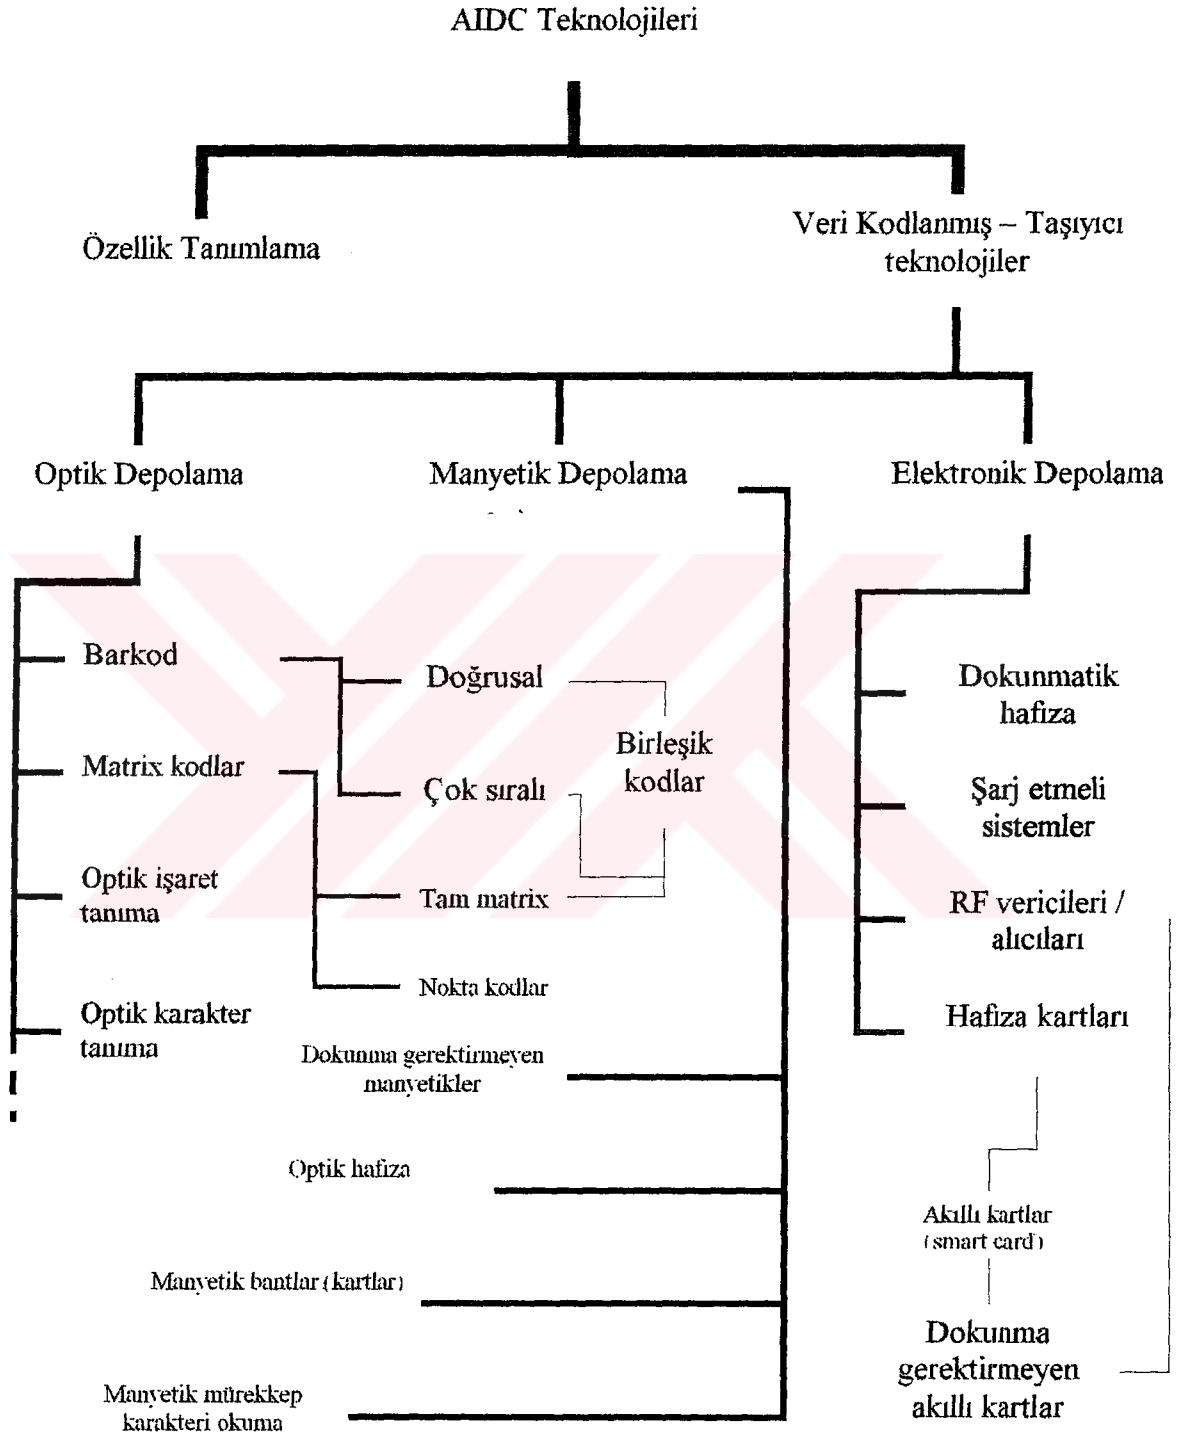 AIDC Teknolojileri
Özellik Tanımlama
Veri Kodlanmış – Taşıyıcı
teknolojiler
Optik Depolama
Manyetik Depolama
Elektronik Depolama
Barkod
Matrix kodlar
Optik işaret
tanıma
Optik karakter
tanıma
Doğrusal
Çok sıralı
Tam matrix
Nokta kodlar
Birleşik
kodlar
Dokunma gerektirmeyen
manyetikler
Optik hafıza
Manyetik bantlar (kartlar)
Manyetik mürekkep
karakteri okuma
Dokunmatik
hafıza
Şarj etmeli
sistemler
RF vericileri /
alıcıları
Hafıza kartları
Akıllı kartlar
(smart card)
Dokunma
gerektirmeyen
akıllı kartlar